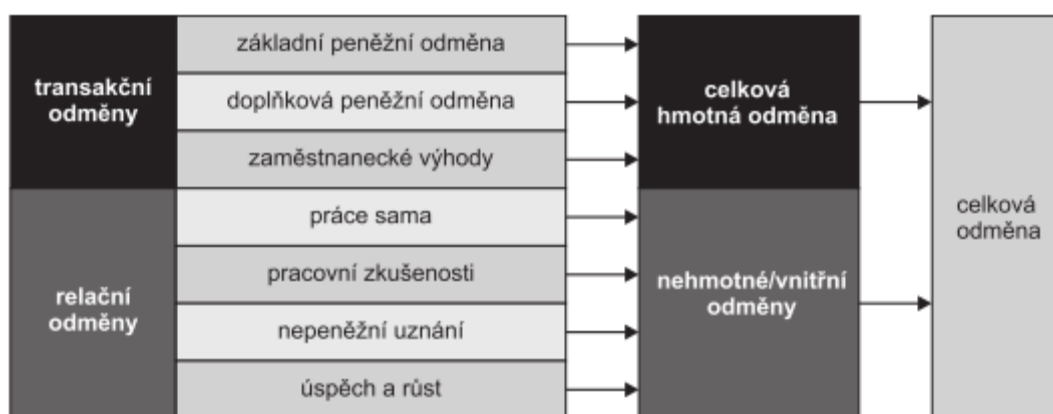 transakční
odměny
základní peněžní odměna
doplňková peněžní odměna
zaměstnanecké výhody
celková
hmotná odměna
relační
odměny
práce sama
pracovní zkušenosti
nepeněžní uznání
úspěch a růst
nehmotné/vnitřní
odměny
celková
odměna